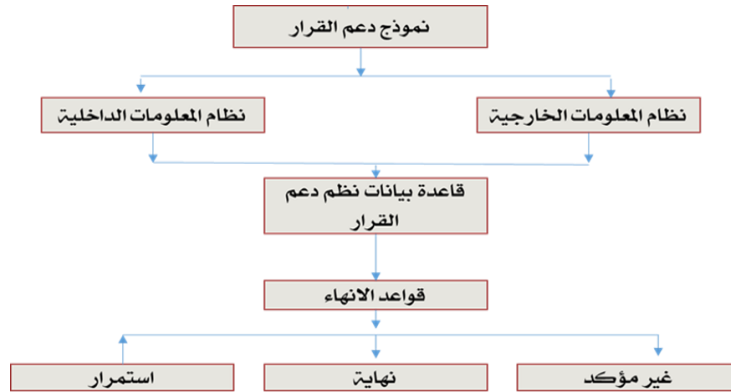 نموذج دعم القرار
نظام المعلومات الخارجية
نظام المعلومات الداخلية
قاعدة بيانات نظم دعم
القرار
قواعد الانهاء
غير مؤكد
نهاية
استمرار